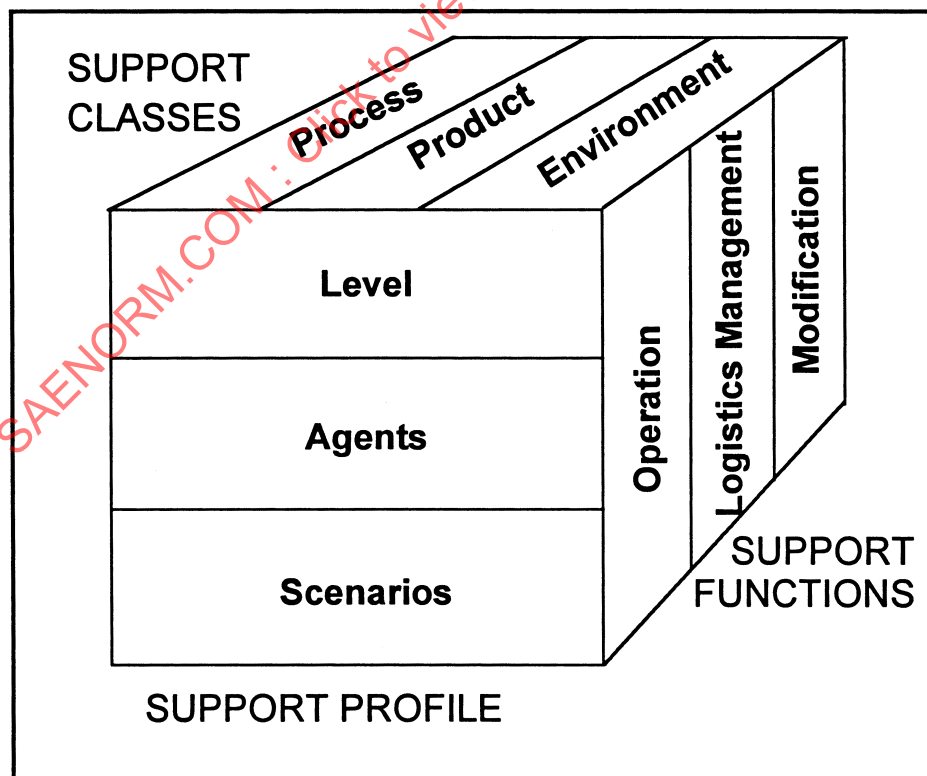 SUPPORT
CLASSES
Process
Product
Environment
Level
Agents
Scenarios
Operation
Logistics Management
Modification
SUPPORT
FUNCTIONS
SUPPORT PROFILE
SAENORM.COM : Click to vie